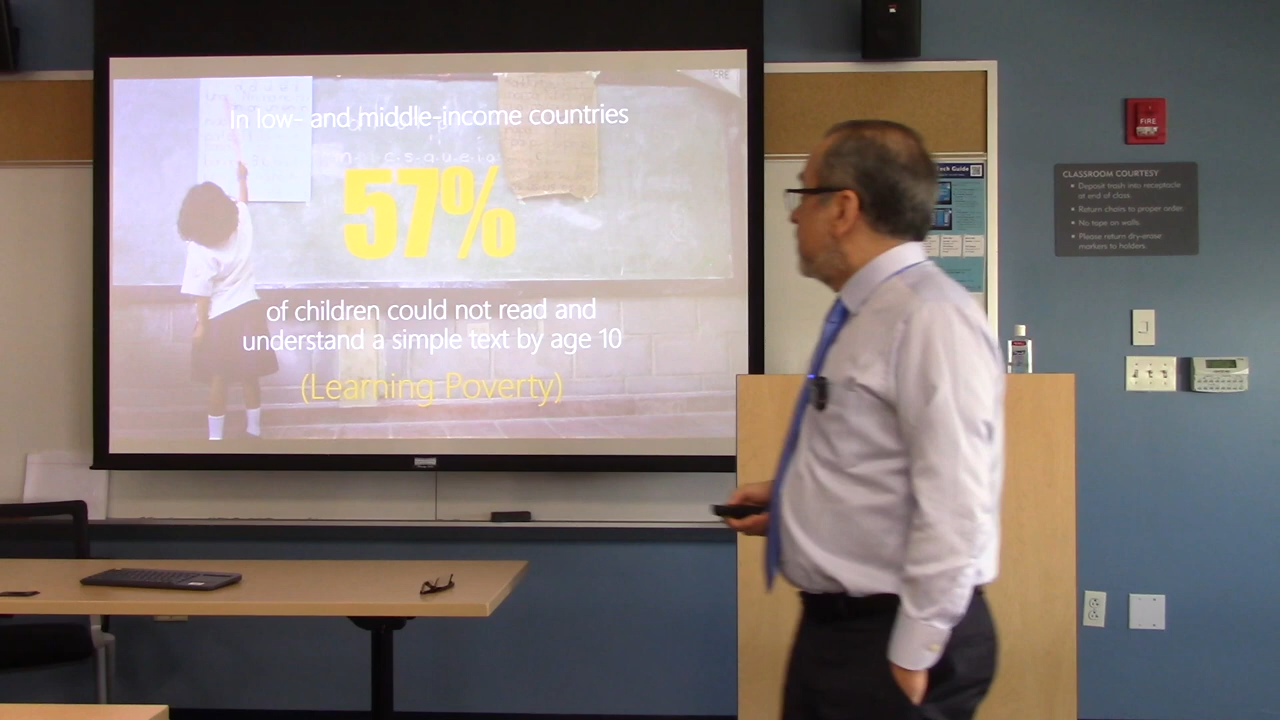 In low- and middle-income countries
57%
of children could not read and
understand a simple text by age 10
(Learning Poverty)
ERE
Tech Guide
FIRE
CLASSROOM COURTESY
▪ Deposit trash into receptacle
at end of class.
▪ Return chairs to proper order.
▪ No tape on walls.
▪ Please return dry-erase
markers to holders.